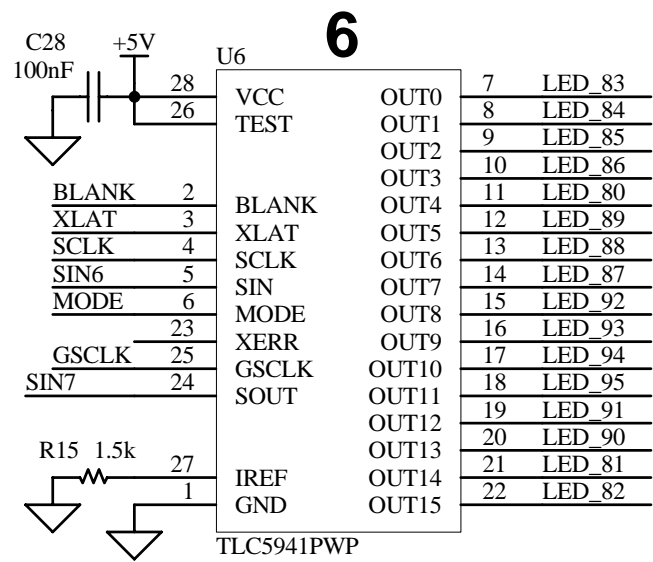 6
C28 +5V
100nF
U6
28 VCC OUT0 7 LED_83
26 TEST OUT1 8 LED_84
OUT2 9 LED_85
OUT3 10 LED_86
BLANK 2 BLANK OUT4 11 LED_80
XLAT 3 XLAT OUT5 12 LED_89
SCLK 4 SCLK OUT6 13 LED_88
SIN6 5 SIN OUT7 14 LED_87
MODE 6 MODE OUT8 15 LED_92
23 XERR OUT9 16 LED_93
GSCLK 25 GSCLK OUT10 17 LED_94
SIN7 24 SOUT OUT11 18 LED_95
OUT12 19 LED_91
OUT13 20 LED_90
R15 1.5k 27 IREF OUT14 21 LED_81
1 GND OUT15 22 LED_82
TLC5941PWP